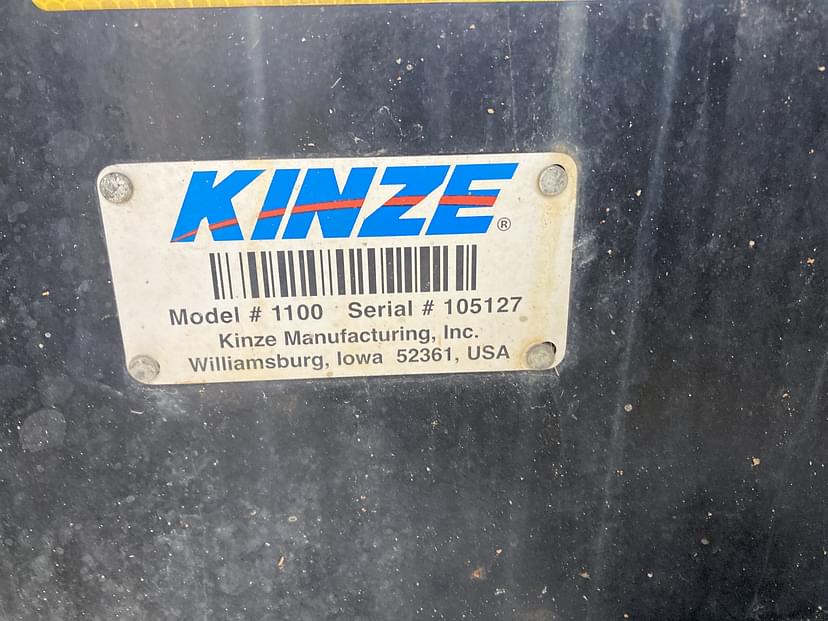 KINZE®
Model # 1100 Serial # 105127
Kinze Manufacturing, Inc.
Williamsburg, Iowa 52361, USA